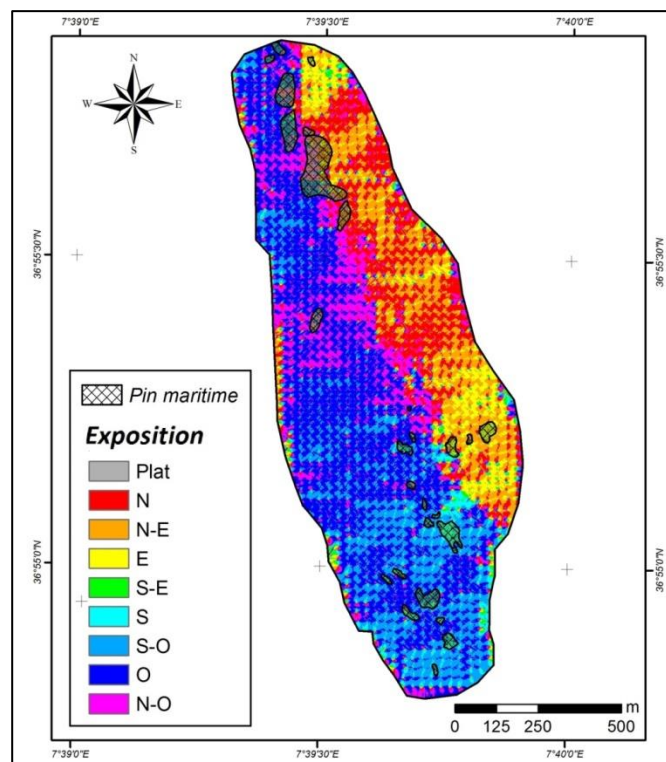 7°39'0"E 7°39'30"E 7°40'0"E
N
W E
S
36°55'30"N 36°55'30"N
Pin maritime
Exposition
Plat
N
N-E
E
S-E
S
S-O
O
N-O
36°55'0"N 36°55'0"N
m
0 125 250 500
7°39'0"E 7°39'30"E 7°40'0"E